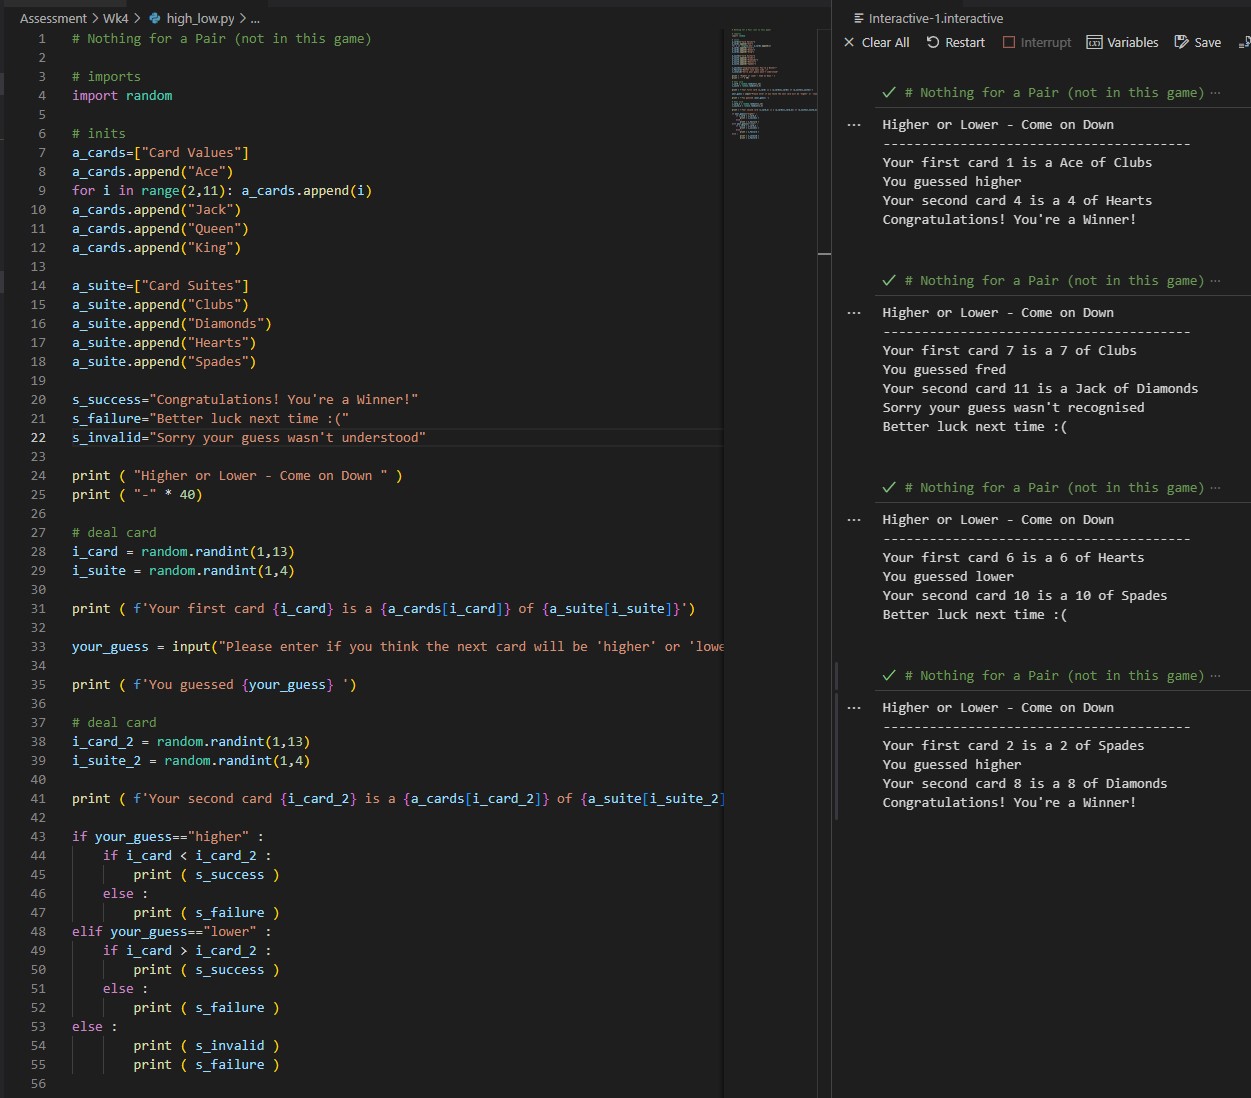 Assessment > Wk4 > high_low.py > ...
1 # Nothing for a Pair (not in this game)
2
3 # imports
4 import random
5
6 # inits
7 a_cards=["Card Values"]
8 a_cards.append("Ace")
9 for i in range(2,11): a_cards.append(i)
10 a_cards.append("Jack")
11 a_cards.append("Queen")
12 a_cards.append("King")
13
14 a_suite=["Card Suites"]
15 a_suite.append("Clubs")
16 a_suite.append("Diamonds")
17 a_suite.append("Hearts")
18 a_suite.append("Spades")
19
20 s_success="Congratulations! You're a Winner!"
21 s_failure="Better luck next time :("
22 s_invalid="Sorry your guess wasn't understood"
23
24 print ( "Higher or Lower - Come on Down " )
25 print ( "-" * 40)
26
27 # deal card
28 i_card = random.randint(1,13)
29 i_suite = random.randint(1,4)
30
31 print ( f'Your first card {i_card} is a {a_cards[i_card]} of {a_suite[i_suite]}')
32
33 your_guess = input("Please enter if you think the next card will be 'higher' or 'lowe
34
35 print ( f'You guessed {your_guess} ')
36
37 # deal card
38 i_card_2 = random.randint(1,13)
39 i_suite_2 = random.randint(1,4)
40
41 print ( f'Your second card {i_card_2} is a {a_cards[i_card_2]} of {a_suite[i_suite_2]
42
43 if your_guess=="higher" :
44     if i_card < i_card_2 :
45         print ( s_success )
46     else :
47         print ( s_failure )
48 elif your_guess=="lower" :
49     if i_card > i_card_2 :
50         print ( s_success )
51     else :
52         print ( s_failure )
53 else :
54         print ( s_invalid )
55         print ( s_failure )
56
Interactive-1.interactive
Clear All Restart Interrupt Variables Save
# Nothing for a Pair (not in this game) ...
Higher or Lower - Come on Down
----------------------------------------
Your first card 1 is a Ace of Clubs
You guessed higher
Your second card 4 is a 4 of Hearts
Congratulations! You're a Winner!
# Nothing for a Pair (not in this game) ...
Higher or Lower - Come on Down
----------------------------------------
Your first card 7 is a 7 of Clubs
You guessed fred
Your second card 11 is a Jack of Diamonds
Sorry your guess wasn't recognised
Better luck next time :(
# Nothing for a Pair (not in this game) ...
Higher or Lower - Come on Down
----------------------------------------
Your first card 6 is a 6 of Hearts
You guessed lower
Your second card 10 is a 10 of Spades
Better luck next time :(
# Nothing for a Pair (not in this game) ...
Higher or Lower - Come on Down
----------------------------------------
Your first card 2 is a 2 of Spades
You guessed higher
Your second card 8 is a 8 of Diamonds
Congratulations! You're a Winner!